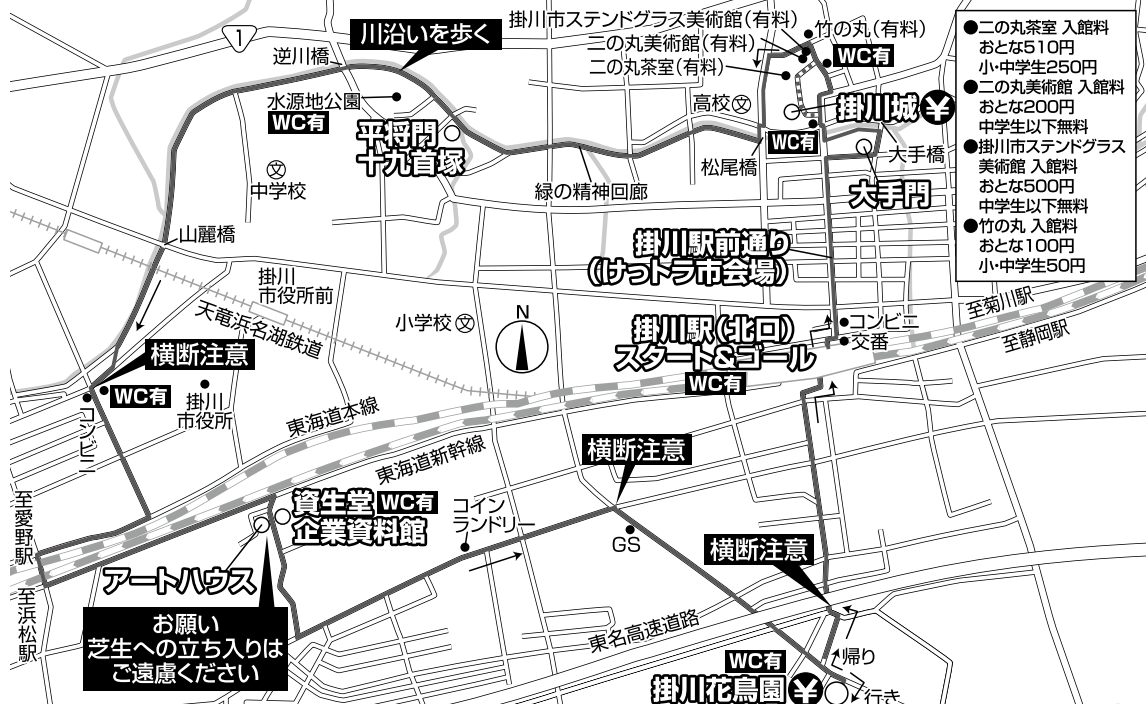 掛川市ステンドグラス美術館(有料)
竹の丸(有料)
二の丸美術館(有料)
WC有
二の丸茶室(有料)
●二の丸茶室 入館料
おとな510円
小・中学生250円
●二の丸美術館 入館料
おとな200円
中学生以下無料
●掛川市ステンドグラス
美術館 入館料
おとな500円
中学生以下無料
●竹の丸 入館料
おとな100円
小・中学生50円
1
川沿いを歩く
逆川橋
水源地公園
WC有
平将門
十九首塚
高校
文
掛川城
¥
WC有
松尾橋
大手橋
大手門
文
中学校
緑の精神回廊
山麗橋
掛川駅前通り
(けっトラ市会場)
掛川
市役所前
天竜浜名湖鉄道
小学校
文
N
掛川駅(北口)
スタート&ゴール
WC有
コンビニ
交番
至菊川駅
至静岡駅
横断注意
WC有
コンビニ
掛川
市役所
東海道本線
東海道新幹線
横断注意
至愛野駅
至浜松駅
資生堂
WC有
企業資料館
コイン
ランドリー
GS
横断注意
アートハウス
お願い
芝生への立ち入りは
ご遠慮ください
東名高速道路
WC有
掛川花鳥園
¥
帰り
行き